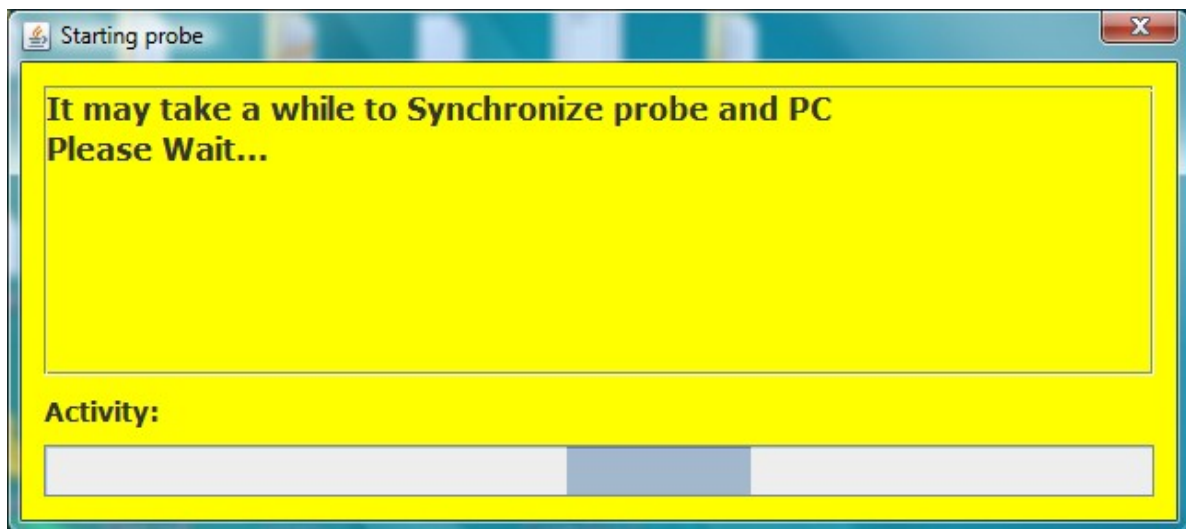 Starting probe
It may take a while to Synchronize probe and PC
Please Wait...
Activity: